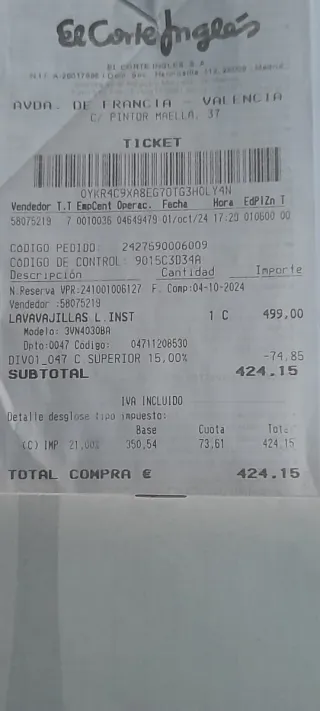 El Corte Inglés
EL CORTE INGLES S.A.
AVDA. DE FRANCIA - VALENCIA
C/ PINTOR MAELLA, 37
TICKET
0YKR4C9XA8EG7OTG3HOLY4N
Vendedor T.T EmpCent Operac. Fecha Hora EdPlZn T
58075219 7 0010036 04649479 01/oct/24 17:20 010600 00
CODIGO PEDIDO: 2427690006009
CODIGO DE CONTROL: 9015C3D34A
Descripción Cantidad Importe
N.Reserva VPR:241001006127 F. Comp:04-10-2024
Vendedor :58075219
LAVAVAJILLAS L.INST 1 C 499,00
Modelo: 3VN4030BA
Dpto:0047 Codigo: 04711208530
DIV01_047 C SUPERIOR 15,00% -74,85
SUBTOTAL 424.15
IVA INCLUIDO
Detalle desglose tipo impuesto:
Base Cuota Total
(C) IMP 21,00% 350,54 73,61 424,15
TOTAL COMPRA € 424.15